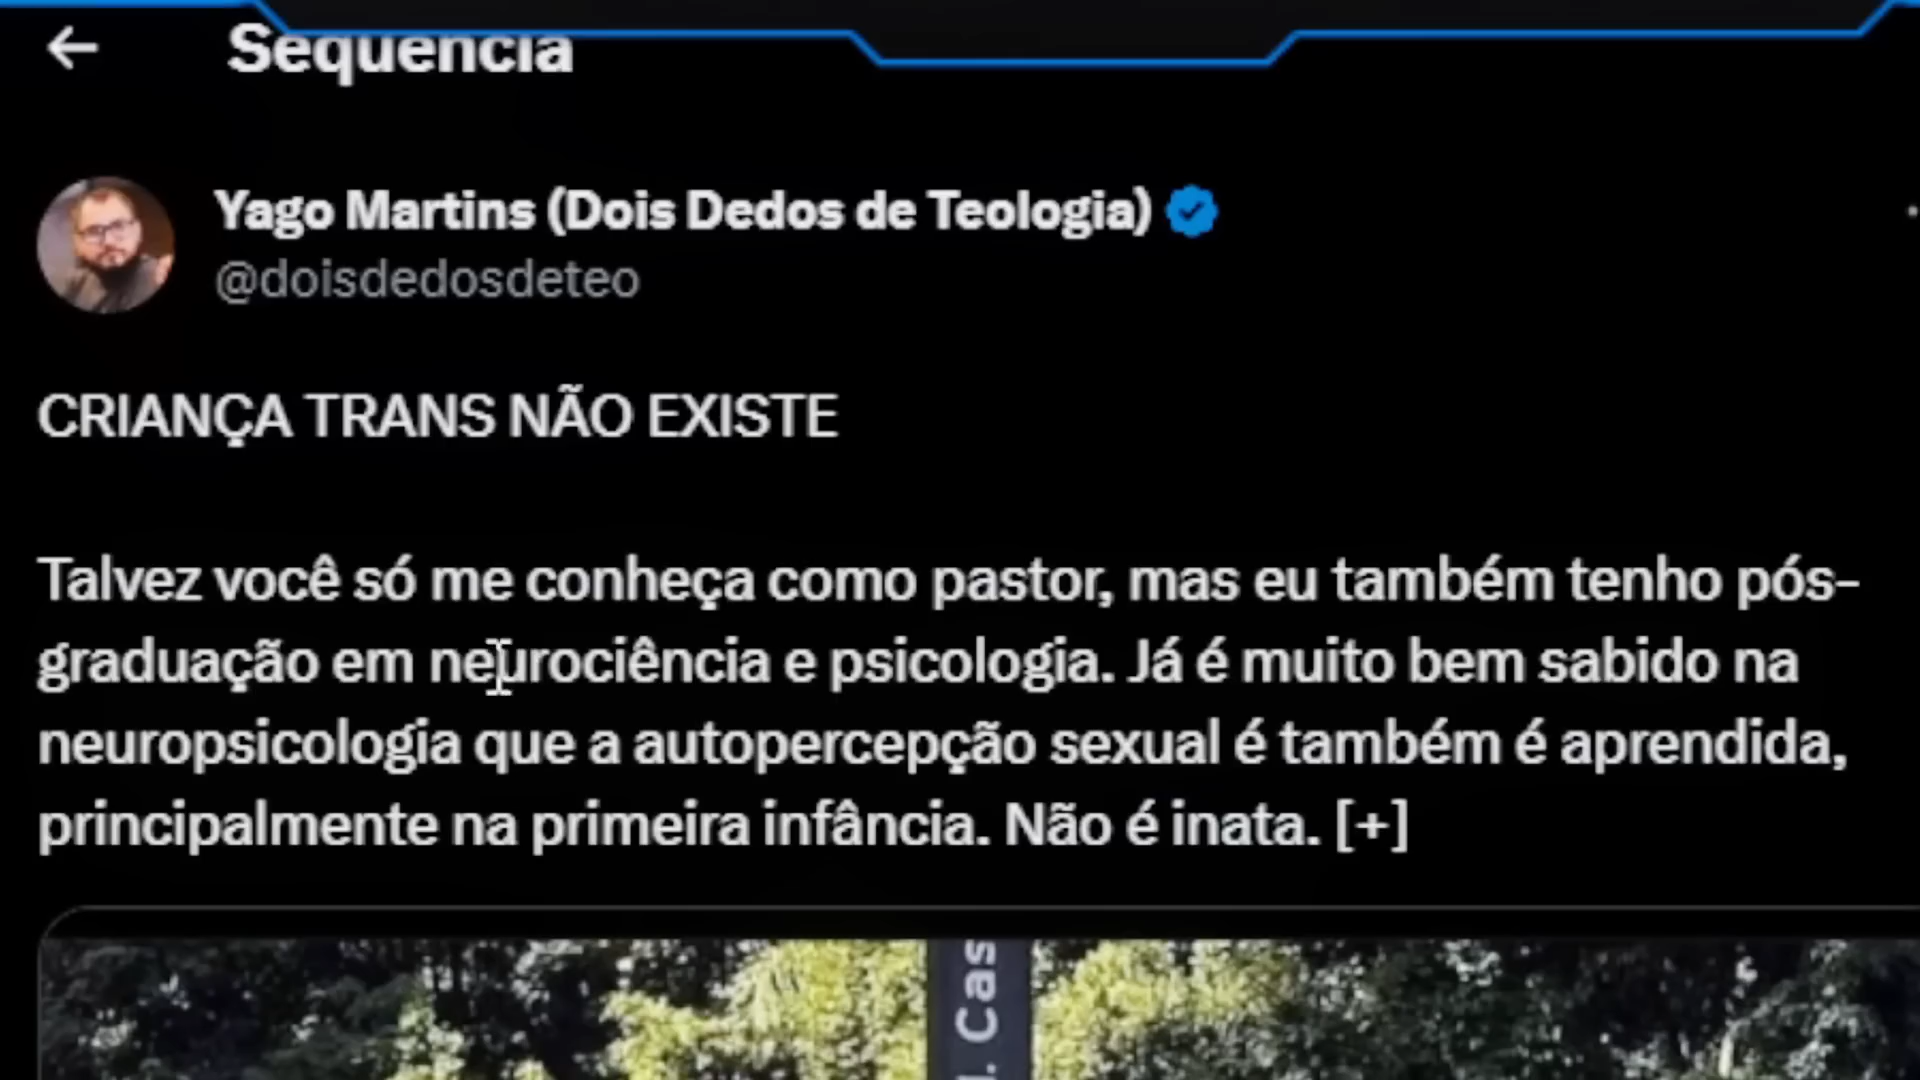 Sequência
Yago Martins (Dois Dedos de Teologia)
@doisdedosdeteo
CRIANÇA TRANS NÃO EXISTE
Talvez você só me conheça como pastor, mas eu também tenho pós-
graduação em neurociência e psicologia. Já é muito bem sabido na
neuropsicologia que a autopercepção sexual é também é aprendida,
principalmente na primeira infância. Não é inata. [+]
. Cas